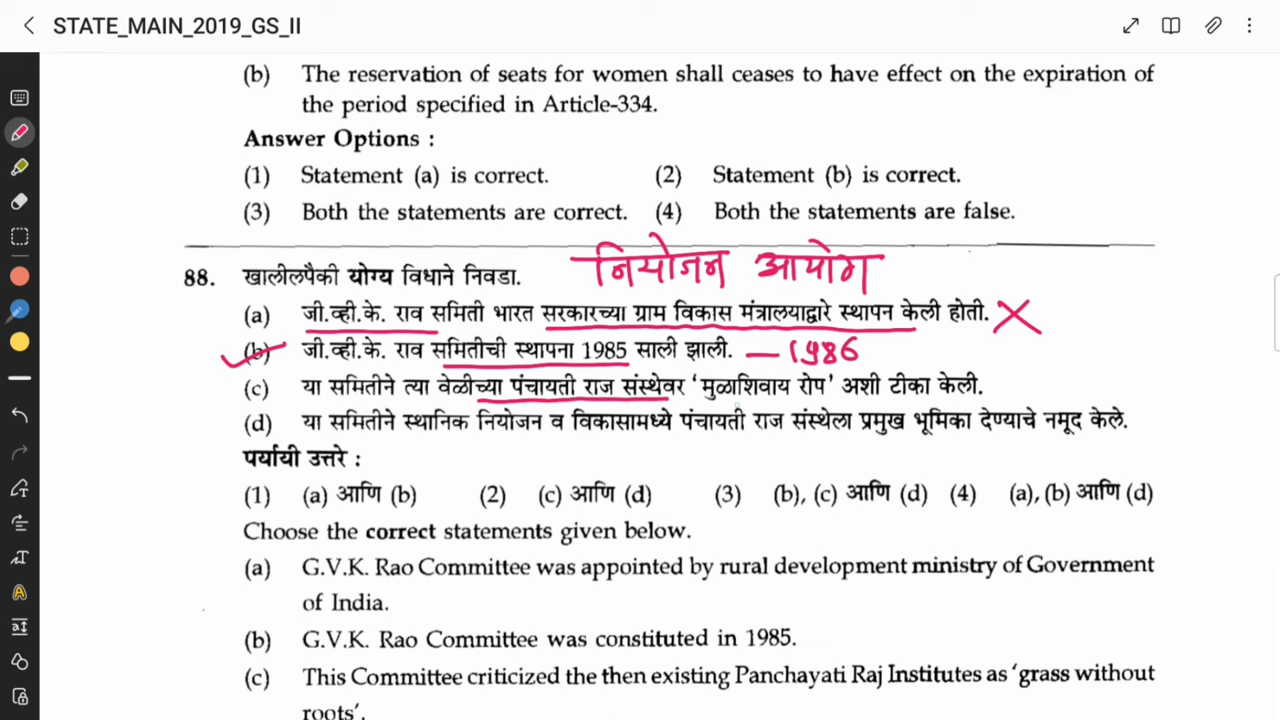 STATE_MAIN_2019_GS_II
(b) The reservation of seats for women shall ceases to have effect on the expiration of
the period specified in Article-334.
Answer Options :
(1) Statement (a) is correct. (2) Statement (b) is correct.
(3) Both the statements are correct. (4) Both the statements are false.
नियोजन आयोग
88. खालीलपैकी योग्य विधाने निवडा.
(a) जी.व्ही.के. राव समिती भारत सरकारच्या ग्राम विकास मंत्रालयाद्वारे स्थापन केली होती.
(b) जी.व्ही.के. राव समितीची स्थापना 1985 साली झाली. — 1986
(c) या समितीने त्या वेळीच्या पंचायती राज संस्थेवर 'मुळाशिवाय रोप' अशी टीका केली.
(d) या समितीने स्थानिक नियोजन व विकासामध्ये पंचायती राज संस्थेला प्रमुख भूमिका देण्याचे नमूद केले.
पर्यायी उत्तरे :
(1) (a) आणि (b) (2) (c) आणि (d) (3) (b), (c) आणि (d) (4) (a), (b) आणि (d)
Choose the correct statements given below.
(a) G.V.K. Rao Committee was appointed by rural development ministry of Government
of India.
(b) G.V.K. Rao Committee was constituted in 1985.
(c) This Committee criticized the then existing Panchayati Raj Institutes as 'grass without
roots'.